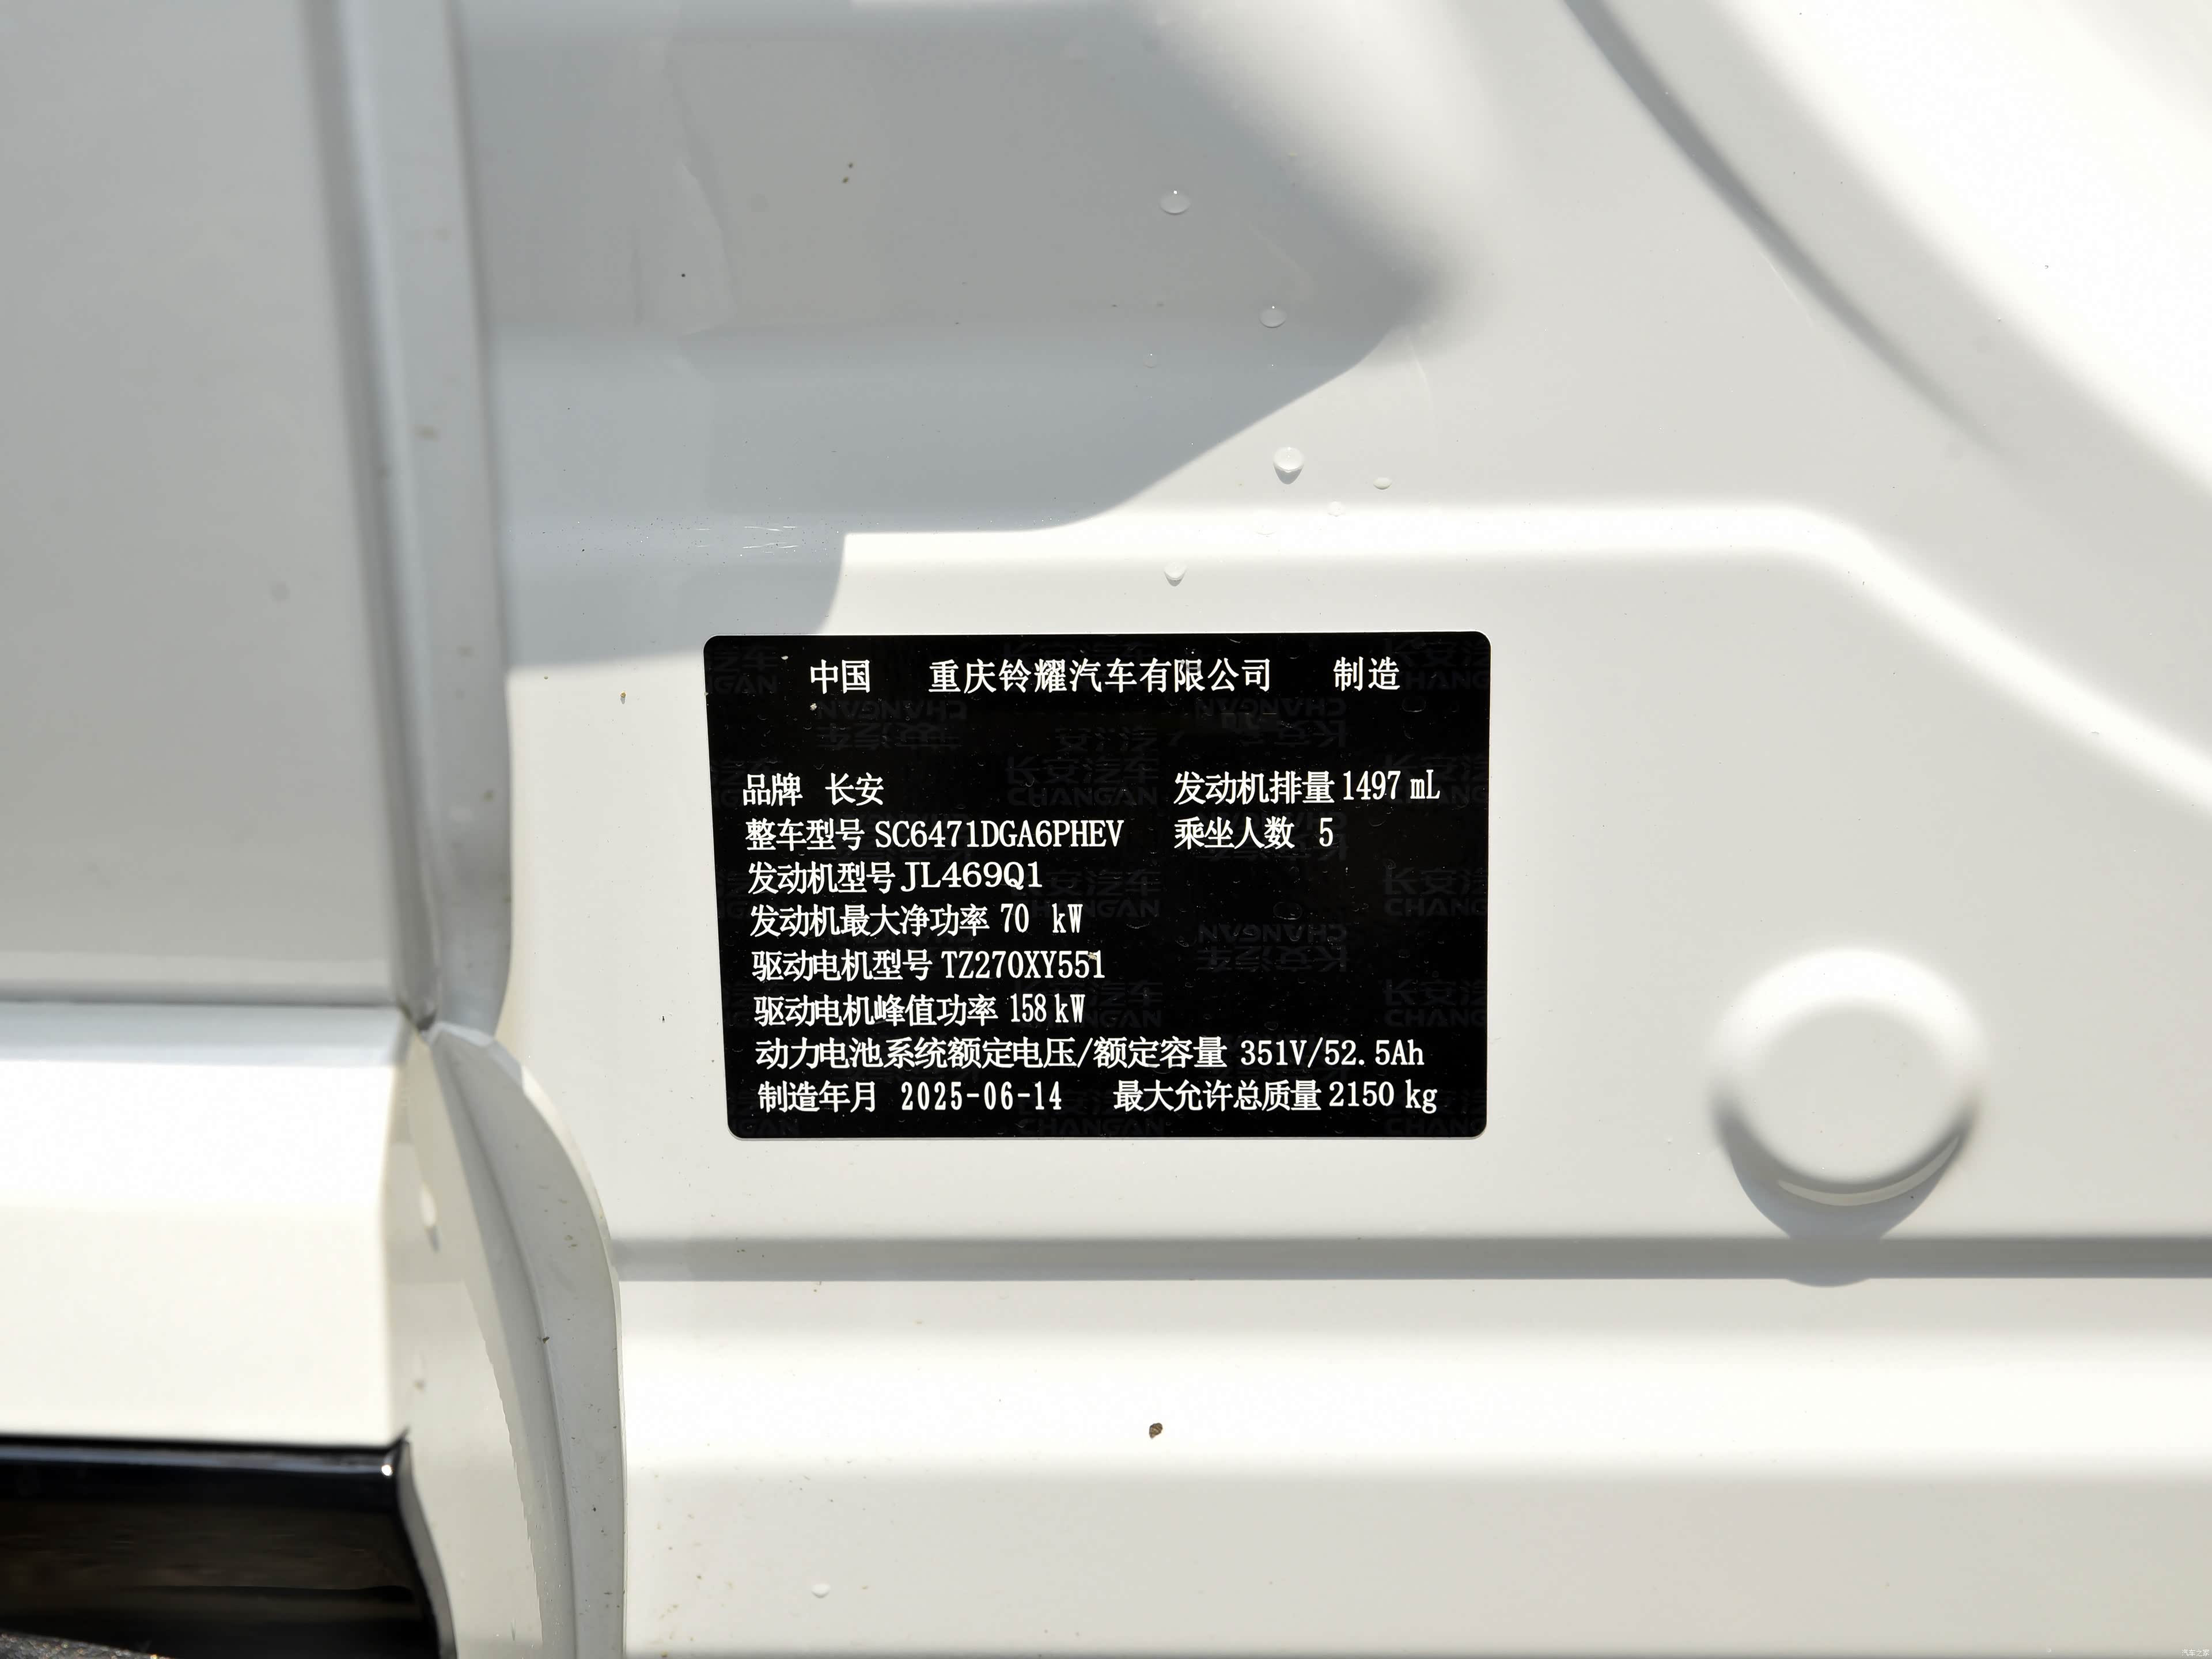 中国 重庆铃耀汽车有限公司 制造
品牌 长安 发动机排量 1497 mL
整车型号 SC6471DGA6PHEV 乘坐人数 5
发动机型号 JL469Q1
发动机最大净功率 70 kW
驱动电机型号 TZ270XY551
驱动电机峰值功率 158 kW
动力电池系统额定电压/额定容量 351V/52.5Ah
制造年月 2025-06-14 最大允许总质量 2150 kg
汽车之家